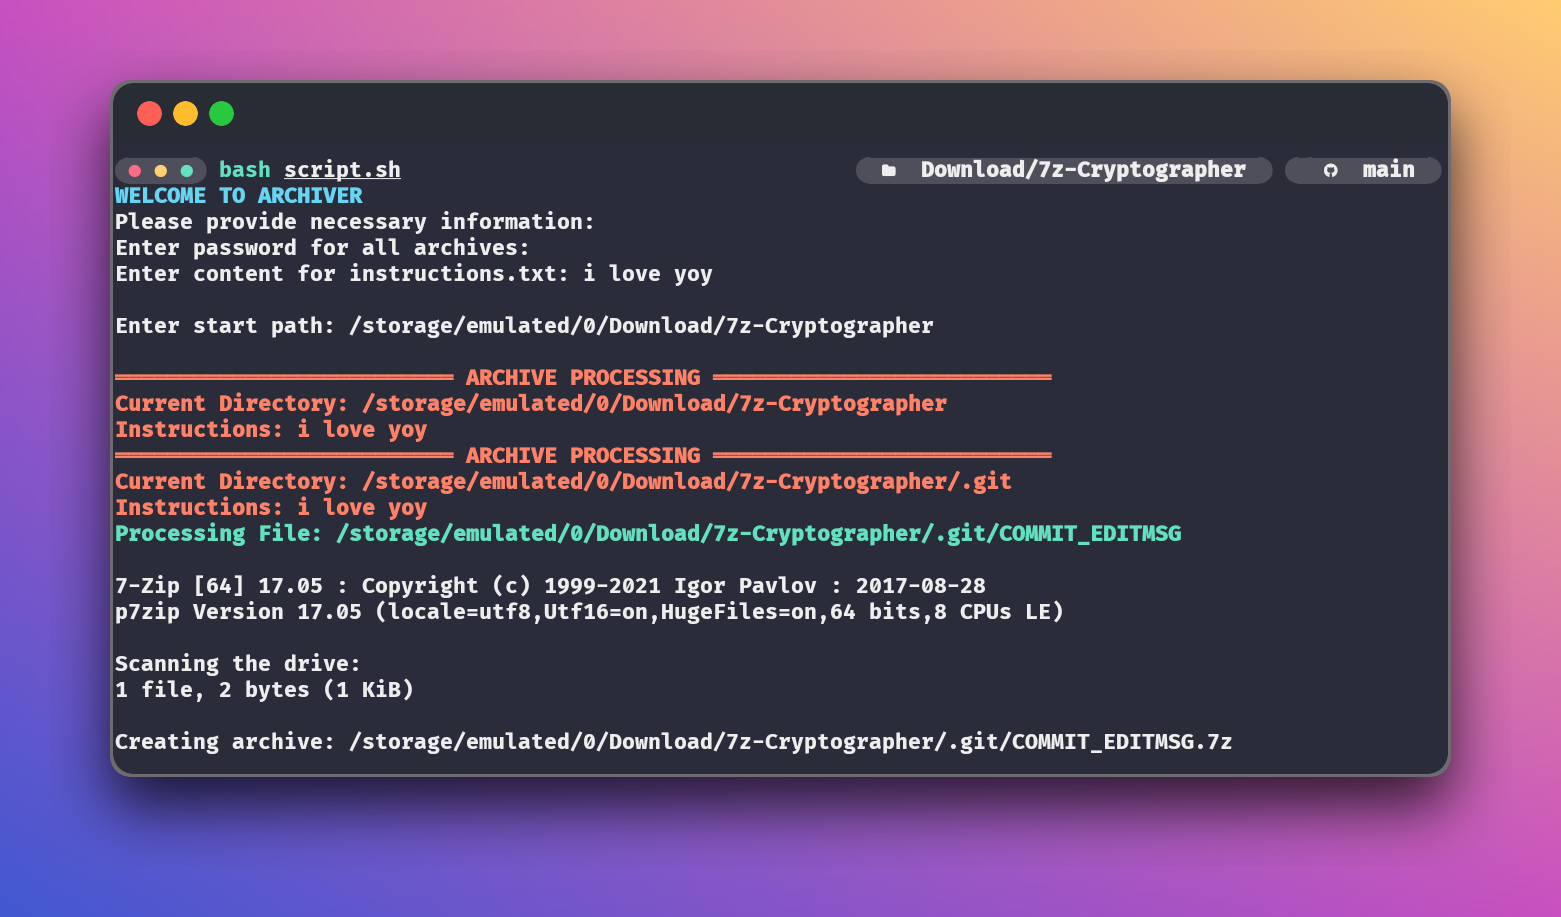 bash script.sh Download/7z-Cryptographer main
WELCOME TO ARCHIVER
Please provide necessary information:
Enter password for all archives:
Enter content for instructions.txt: i love yoy
Enter start path: /storage/emulated/0/Download/7z-Cryptographer
══════════════════════════ ARCHIVE PROCESSING ══════════════════════════
Current Directory: /storage/emulated/0/Download/7z-Cryptographer
Instructions: i love yoy
══════════════════════════ ARCHIVE PROCESSING ══════════════════════════
Current Directory: /storage/emulated/0/Download/7z-Cryptographer/.git
Instructions: i love yoy
Processing File: /storage/emulated/0/Download/7z-Cryptographer/.git/COMMIT_EDITMSG
7-Zip [64] 17.05 : Copyright (c) 1999-2021 Igor Pavlov : 2017-08-28
p7zip Version 17.05 (locale=utf8,Utf16=on,HugeFiles=on,64 bits,8 CPUs LE)
Scanning the drive:
1 file, 2 bytes (1 KiB)
Creating archive: /storage/emulated/0/Download/7z-Cryptographer/.git/COMMIT_EDITMSG.7z